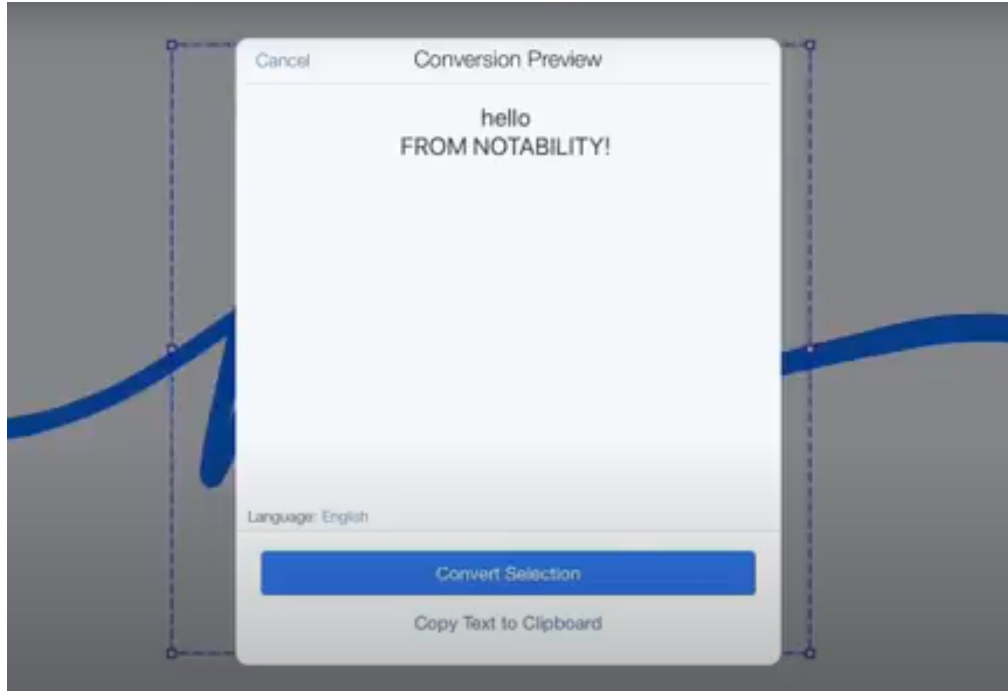 Cancel
Conversion Preview
hello
FROM NOTABILITY!
Language: English
Convert Selection
Copy Text to Clipboard